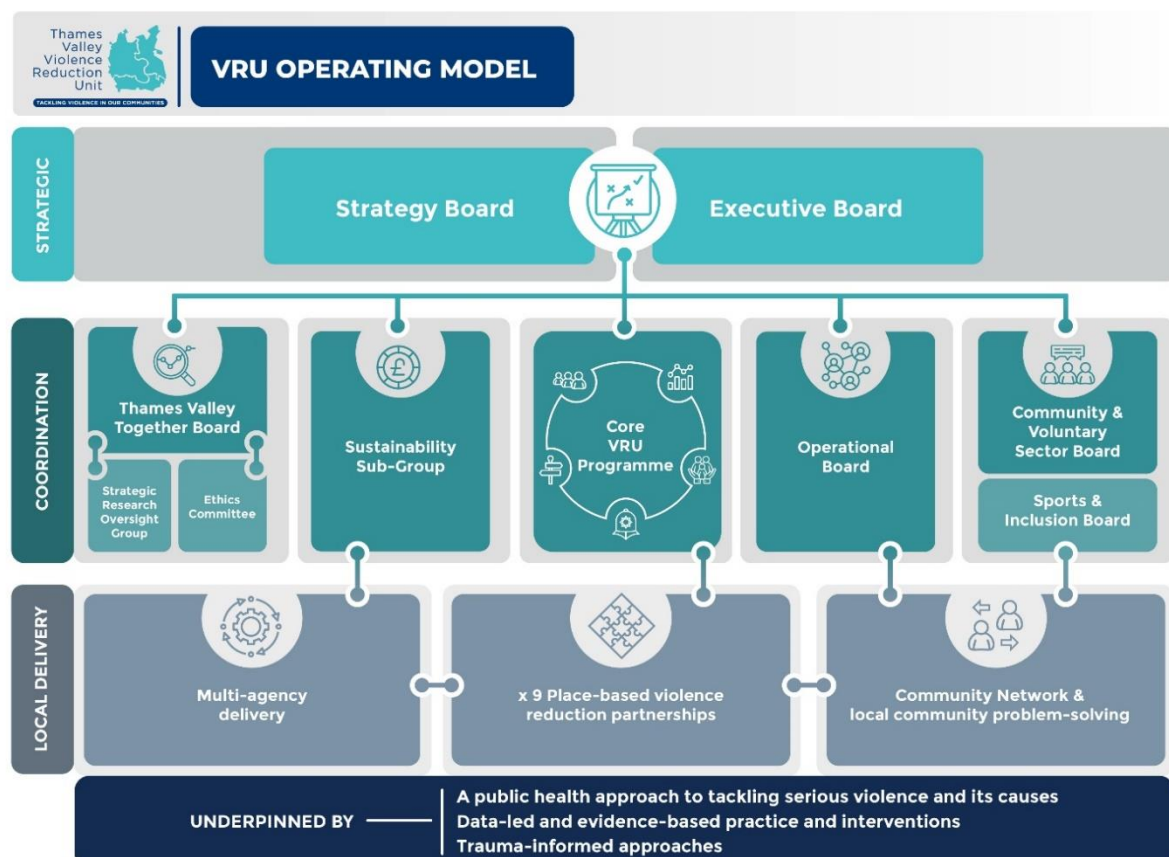 Thames
Valley
Violence
Reduction
Unit
TACKLING VIOLENCE IN OUR COMMUNITIES
VRU OPERATING MODEL
STRATEGIC
Strategy Board
Executive Board
COORDINATION
Thames Valley
Together Board
Strategic
Research
Oversight
Group
Ethics
Committee
£
Sustainability
Sub-Group
Core
VRU
Programme
Operational
Board
Community &
Voluntary
Sector Board
Sports &
Inclusion Board
LOCAL DELIVERY
Multi-agency
delivery
x 9 Place-based violence
reduction partnerships
Community Network &
local community problem-solving
UNDERPINNED BY
A public health approach to tackling serious violence and its causes
Data-led and evidence-based practice and interventions
Trauma-informed approaches